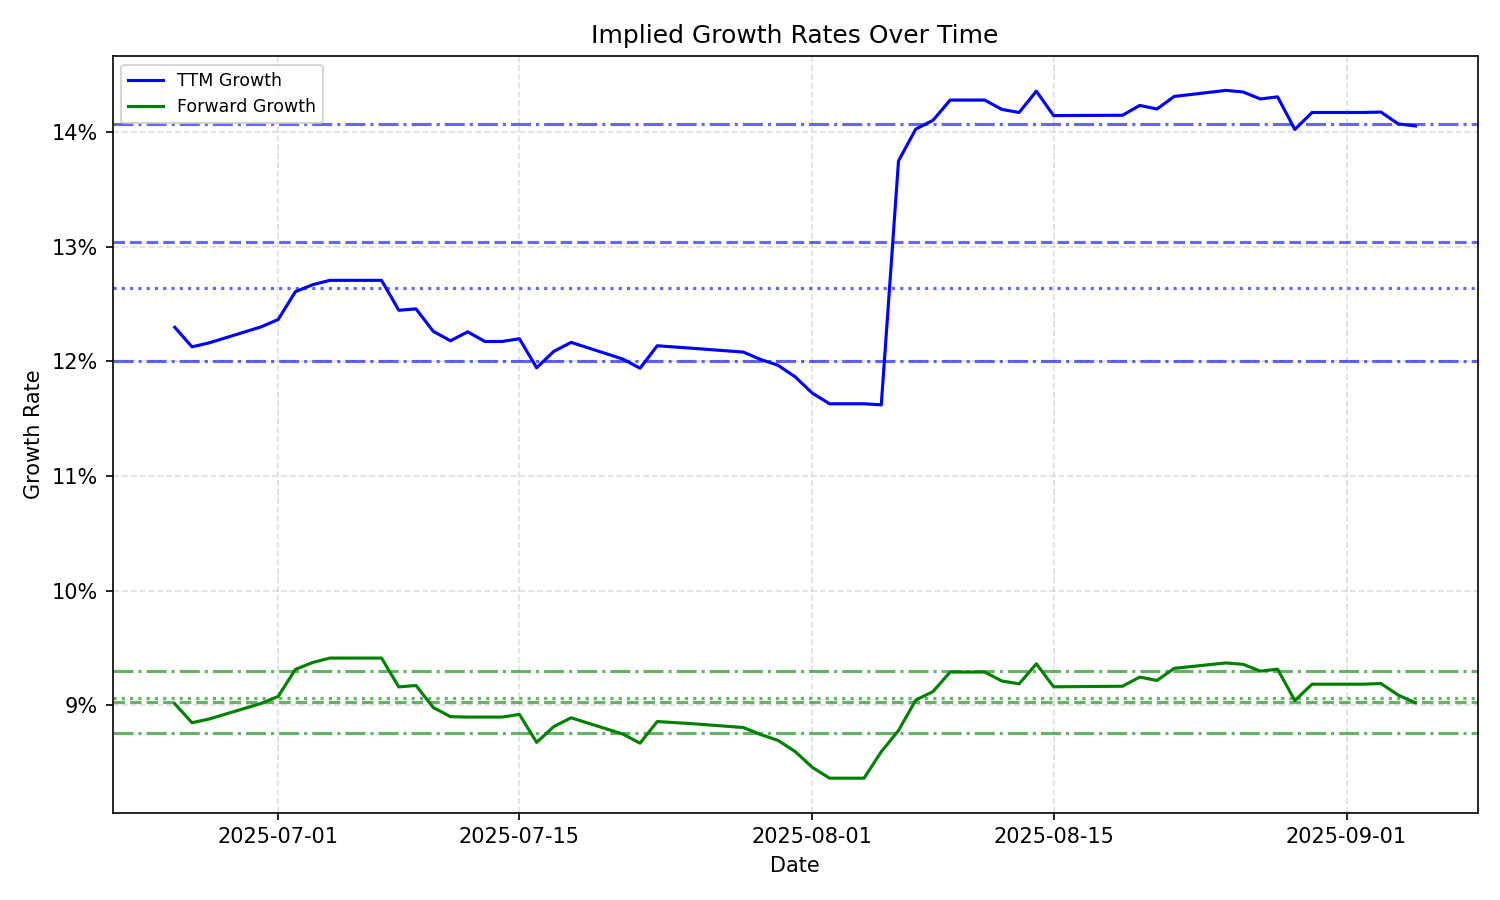 Implied Growth Rates Over Time
TTM Growth
Forward Growth
14%
13%
12%
11%
10%
9%
Growth Rate
2025-07-01
2025-07-15
2025-08-01
2025-08-15
2025-09-01
Date